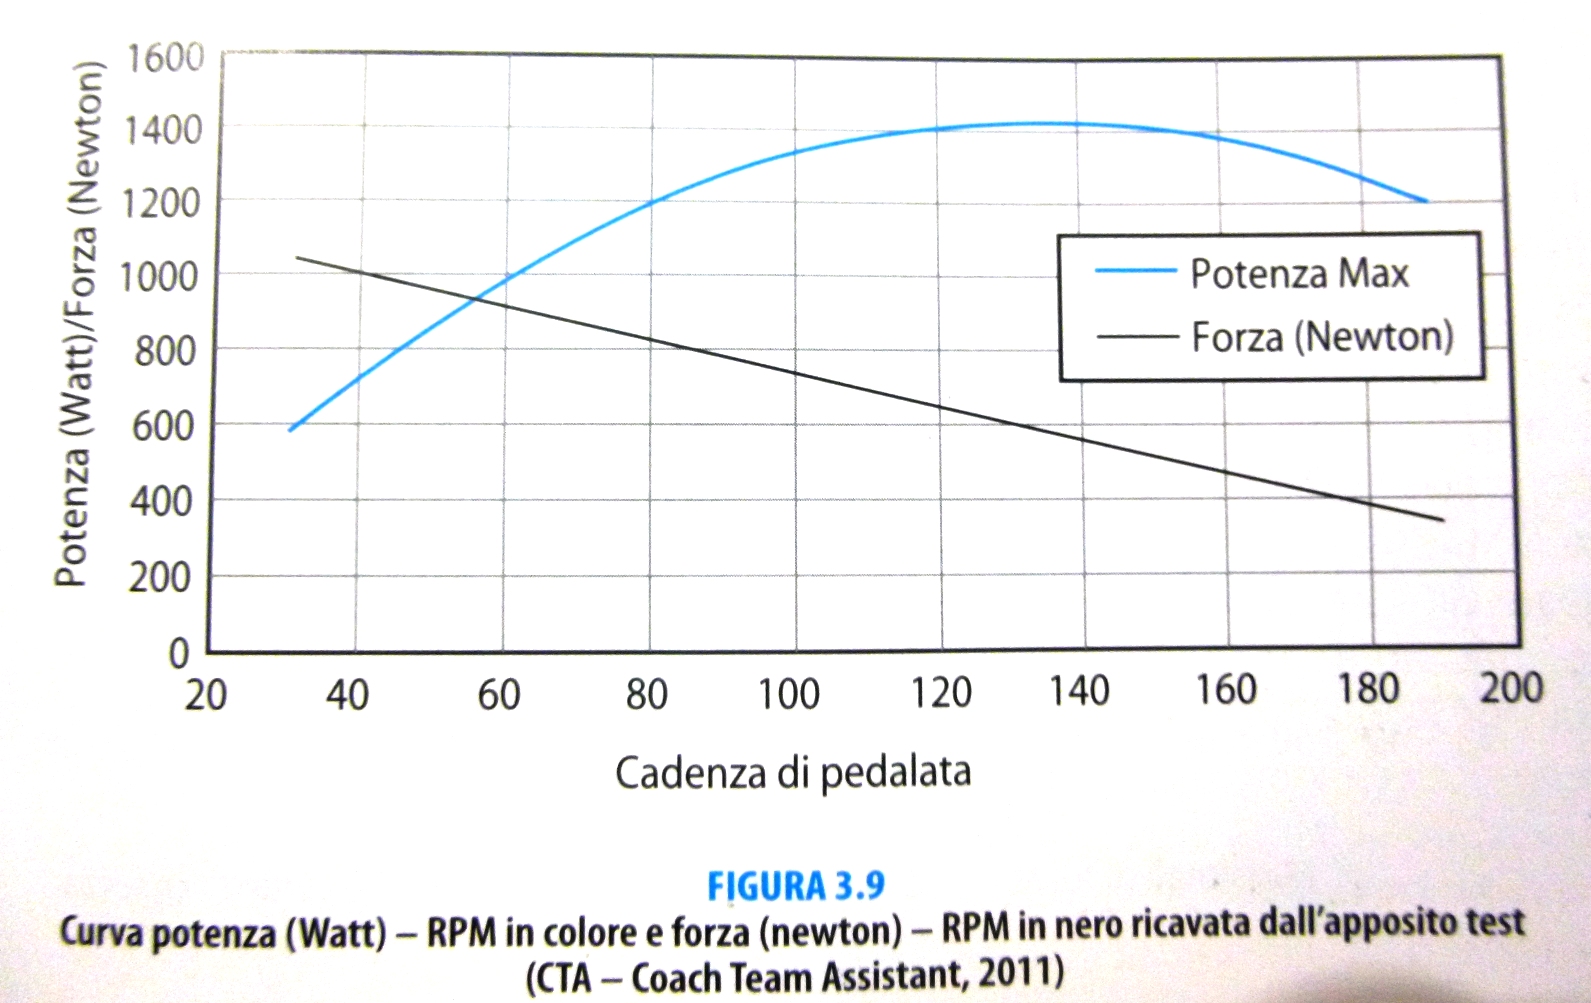 Potenza (Watt)/Forza (Newton)
1600
1400
1200
1000
800
600
400
200
0
Potenza Max
Forza (Newton)
20 40 60 80 100 120 140 160 180 200
Cadenza di pedalata
FIGURA 3.9
Curva potenza (Watt) – RPM in colore e forza (newton) – RPM in nero ricavata dall'apposito test
(CTA – Coach Team Assistant, 2011)